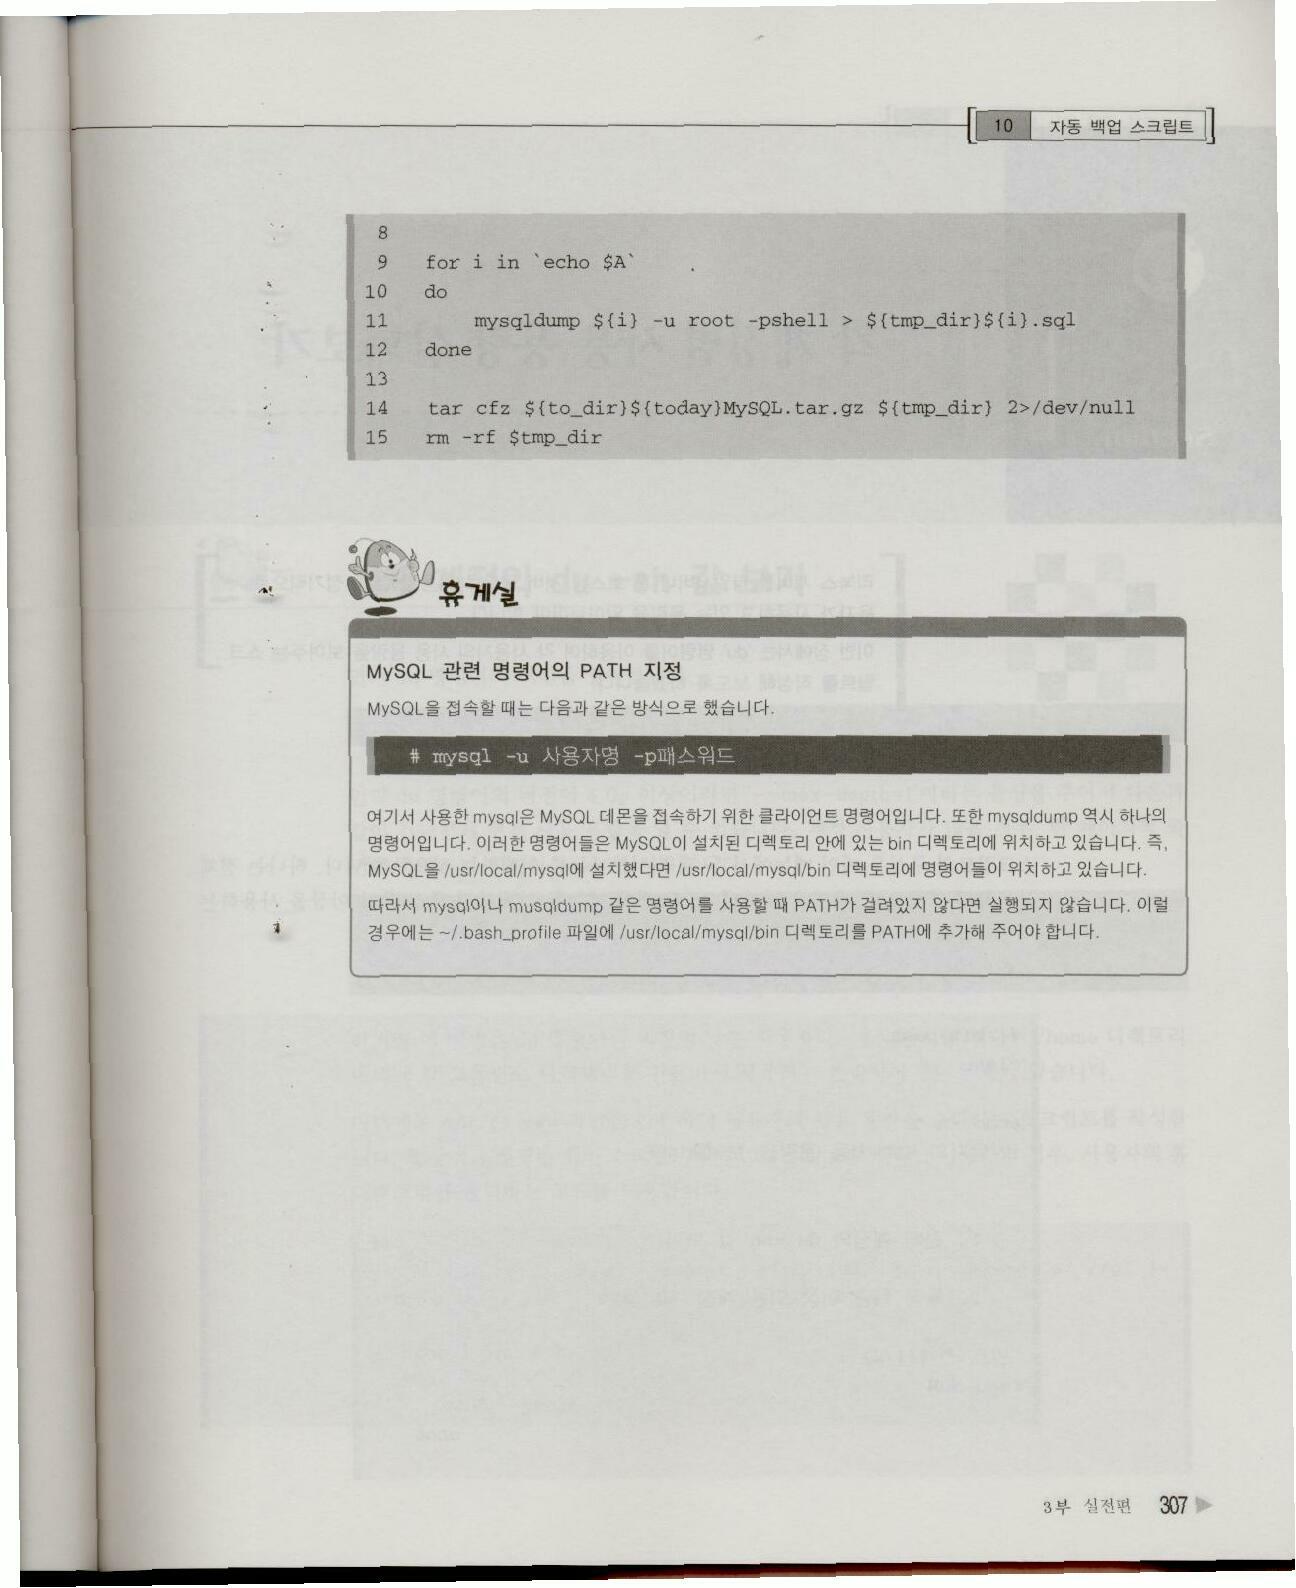 10 자동 백업 스크립트
8
9 for i in `echo $A`
10 do
11 mysqldump ${i} -u root -pshell > ${tmp_dir}${i}.sql
12 done
13
14 tar cfz ${to_dir}${today}MySQL.tar.gz ${tmp_dir} 2>/dev/null
15 rm -rf $tmp_dir
휴게실
MySQL 관련 명령어의 PATH 지정
MySQL을 접속할 때는 다음과 같은 방식으로 했습니다.
# mysql -u 사용자명 -p패스워드
여기서 사용한 mysql은 MySQL 데몬을 접속하기 위한 클라이언트 명령어입니다. 또한 mysqldump 역시 하나의
명령어입니다. 이러한 명령어들은 MySQL이 설치된 디렉토리 안에 있는 bin 디렉토리에 위치하고 있습니다. 즉,
MySQL을 /usr/local/mysql에 설치했다면 /usr/local/mysql/bin 디렉토리에 명령어들이 위치하고 있습니다.
따라서 mysql이나 musqldump 같은 명령어를 사용할 때 PATH가 걸려있지 않다면 실행되지 않습니다. 이럴
경우에는 ~/.bash_profile 파일에 /usr/local/mysql/bin 디렉토리를 PATH에 추가해 주어야 합니다.
3부 실전편 307